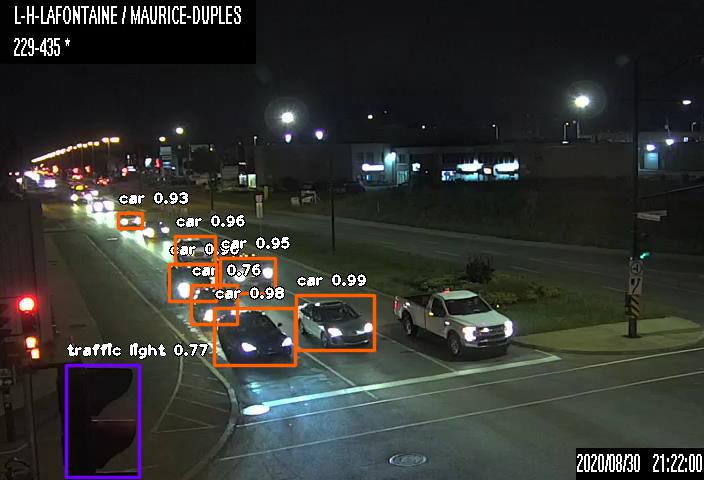 L-H-LAFONTAINE / MAURICE-DUPLES
229-435 *
car 0.93
car 0.96
car 0.95
car 0.76
car 0.99
car 0.98
traffic light 0.77
2020/08/30 21:22:00